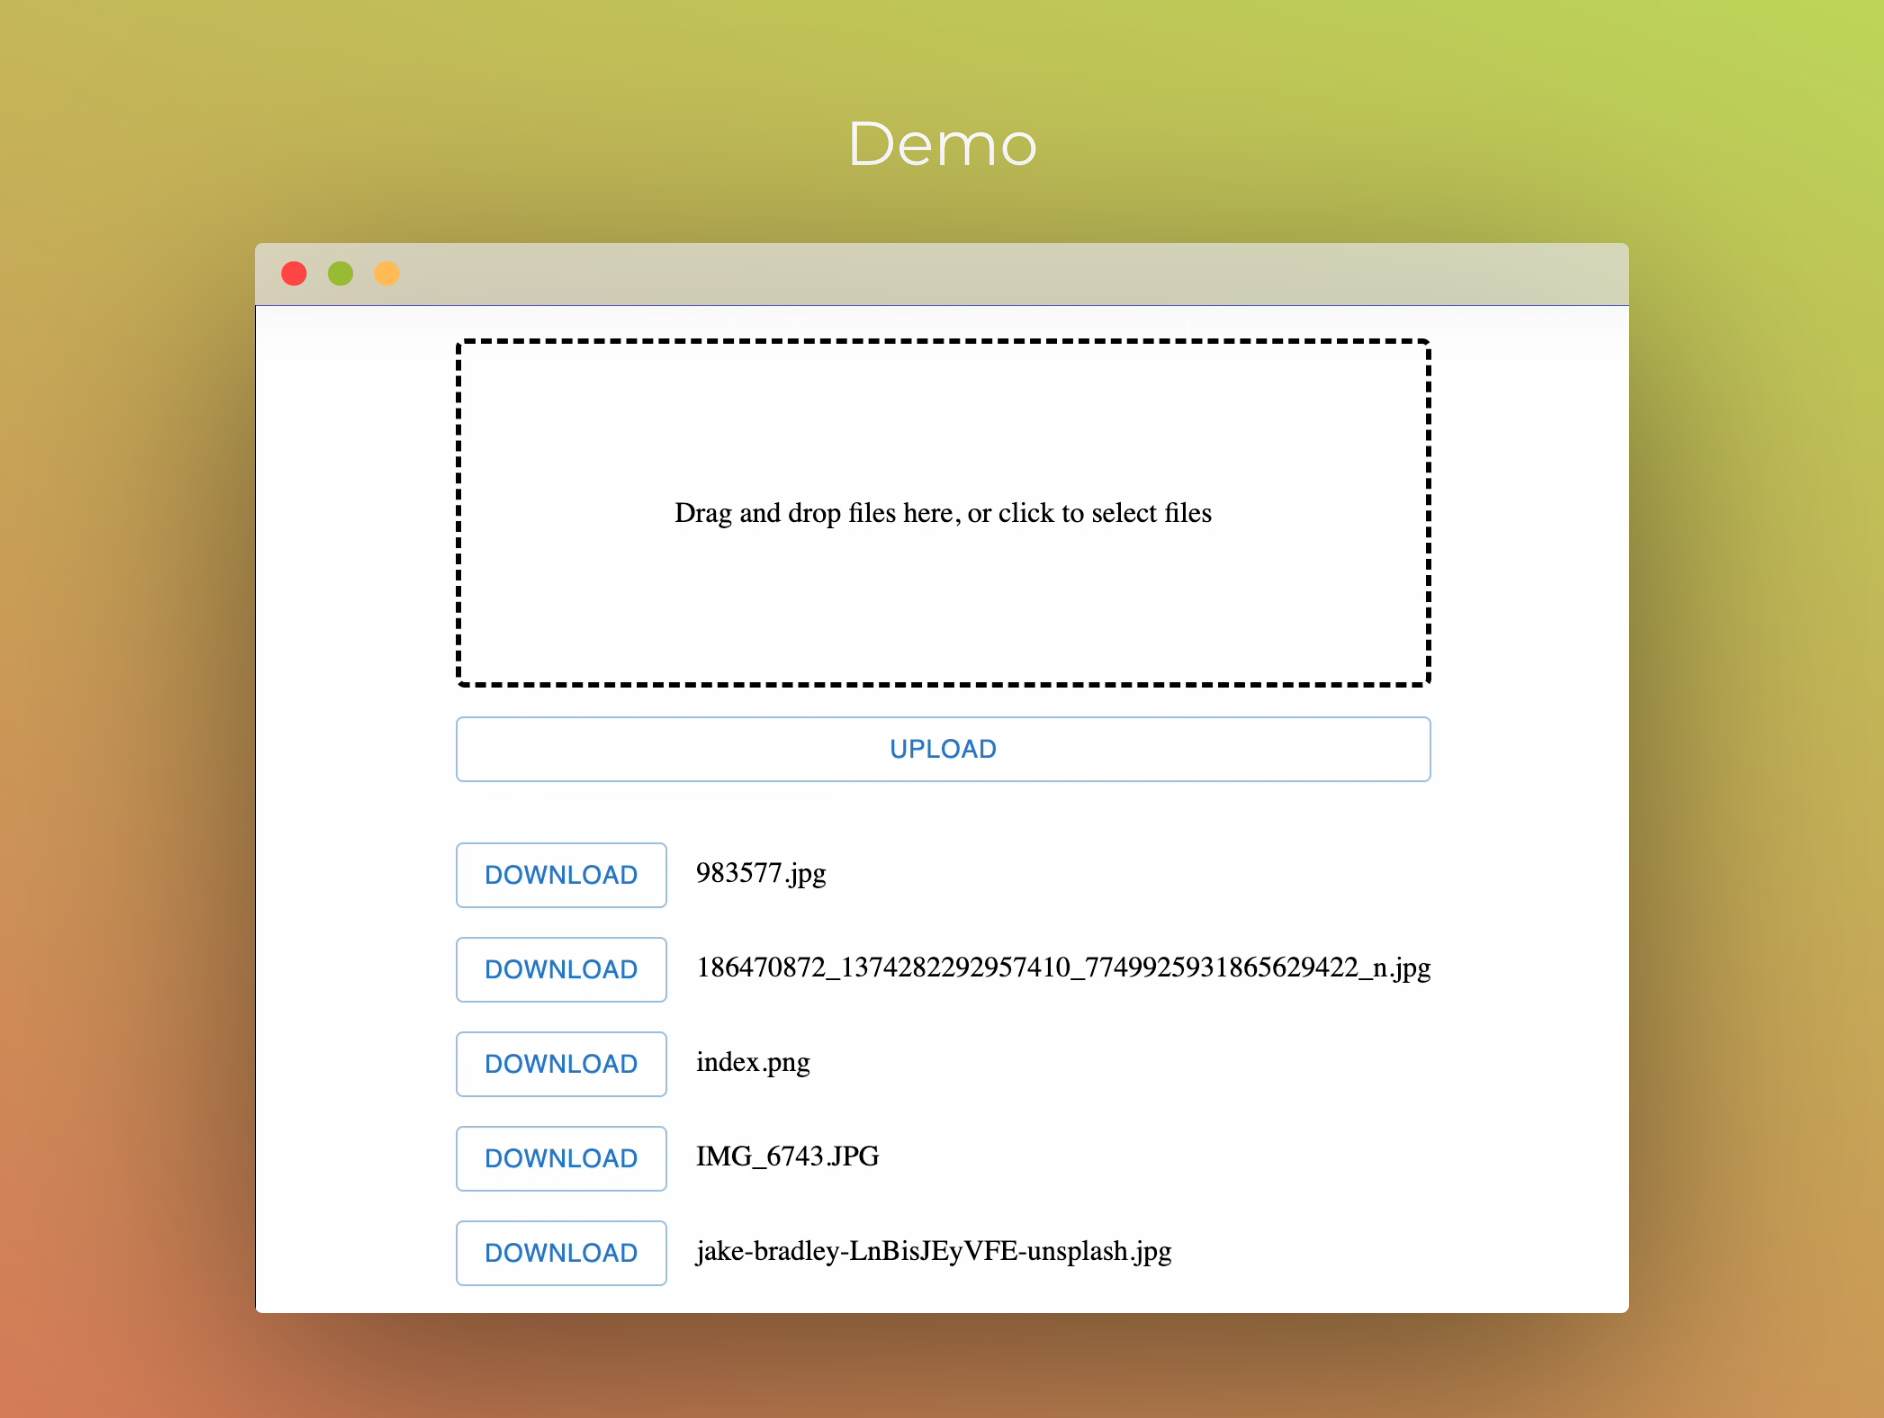 Demo
Drag and drop files here, or click to select files
UPLOAD
DOWNLOAD 983577.jpg
DOWNLOAD 186470872_1374282292957410_7749925931865629422_n.jpg
DOWNLOAD index.png
DOWNLOAD IMG_6743.JPG
DOWNLOAD jake-bradley-LnBisJEyVFE-unsplash.jpg